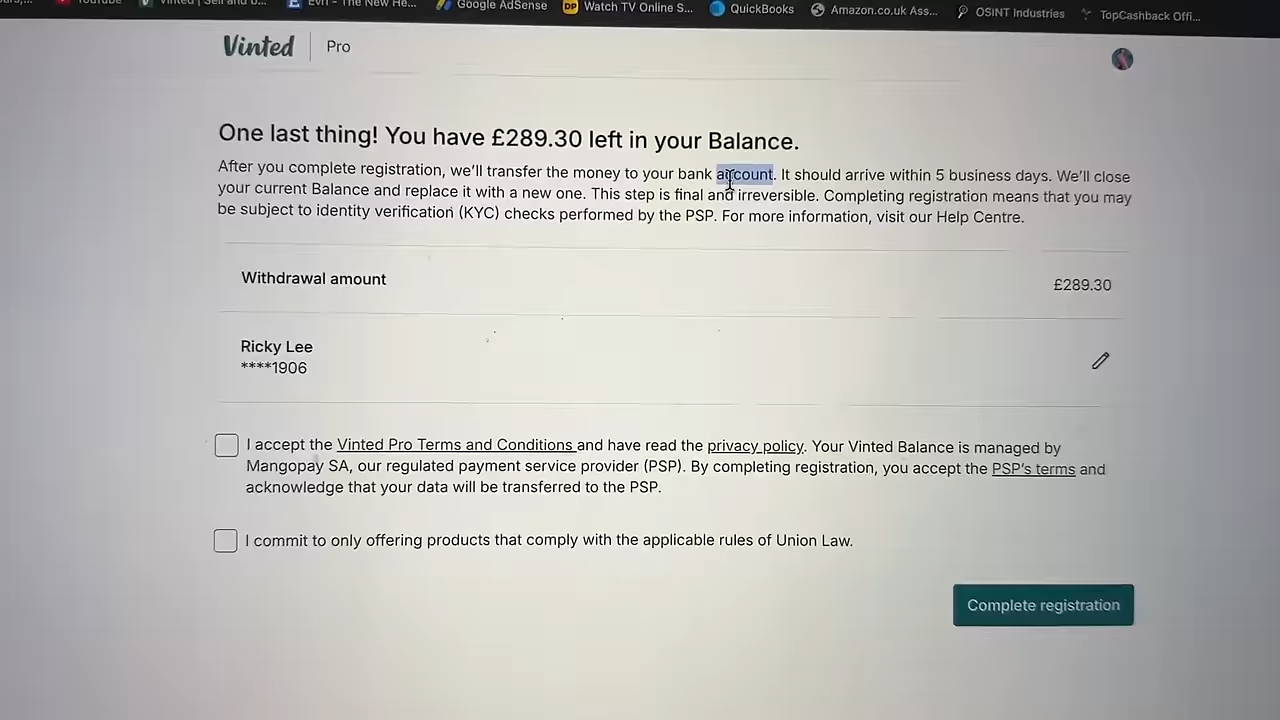 YouTube
Vinted | Sell and b...
Evri - The New He...
Google AdSense
DP
Watch TV Online S...
QuickBooks
Amazon.co.uk Ass...
OSINT Industries
TopCashback Offi...
Vinted
Pro
One last thing! You have £289.30 left in your Balance.
After you complete registration, we'll transfer the money to your bank account. It should arrive within 5 business days. We'll close
your current Balance and replace it with a new one. This step is final and irreversible. Completing registration means that you may
be subject to identity verification (KYC) checks performed by the PSP. For more information, visit our Help Centre.
Withdrawal amount
£289.30
Ricky Lee
****1906
I accept the Vinted Pro Terms and Conditions and have read the privacy policy. Your Vinted Balance is managed by
Mangopay SA, our regulated payment service provider (PSP). By completing registration, you accept the PSP's terms and
acknowledge that your data will be transferred to the PSP.
I commit to only offering products that comply with the applicable rules of Union Law.
Complete registration